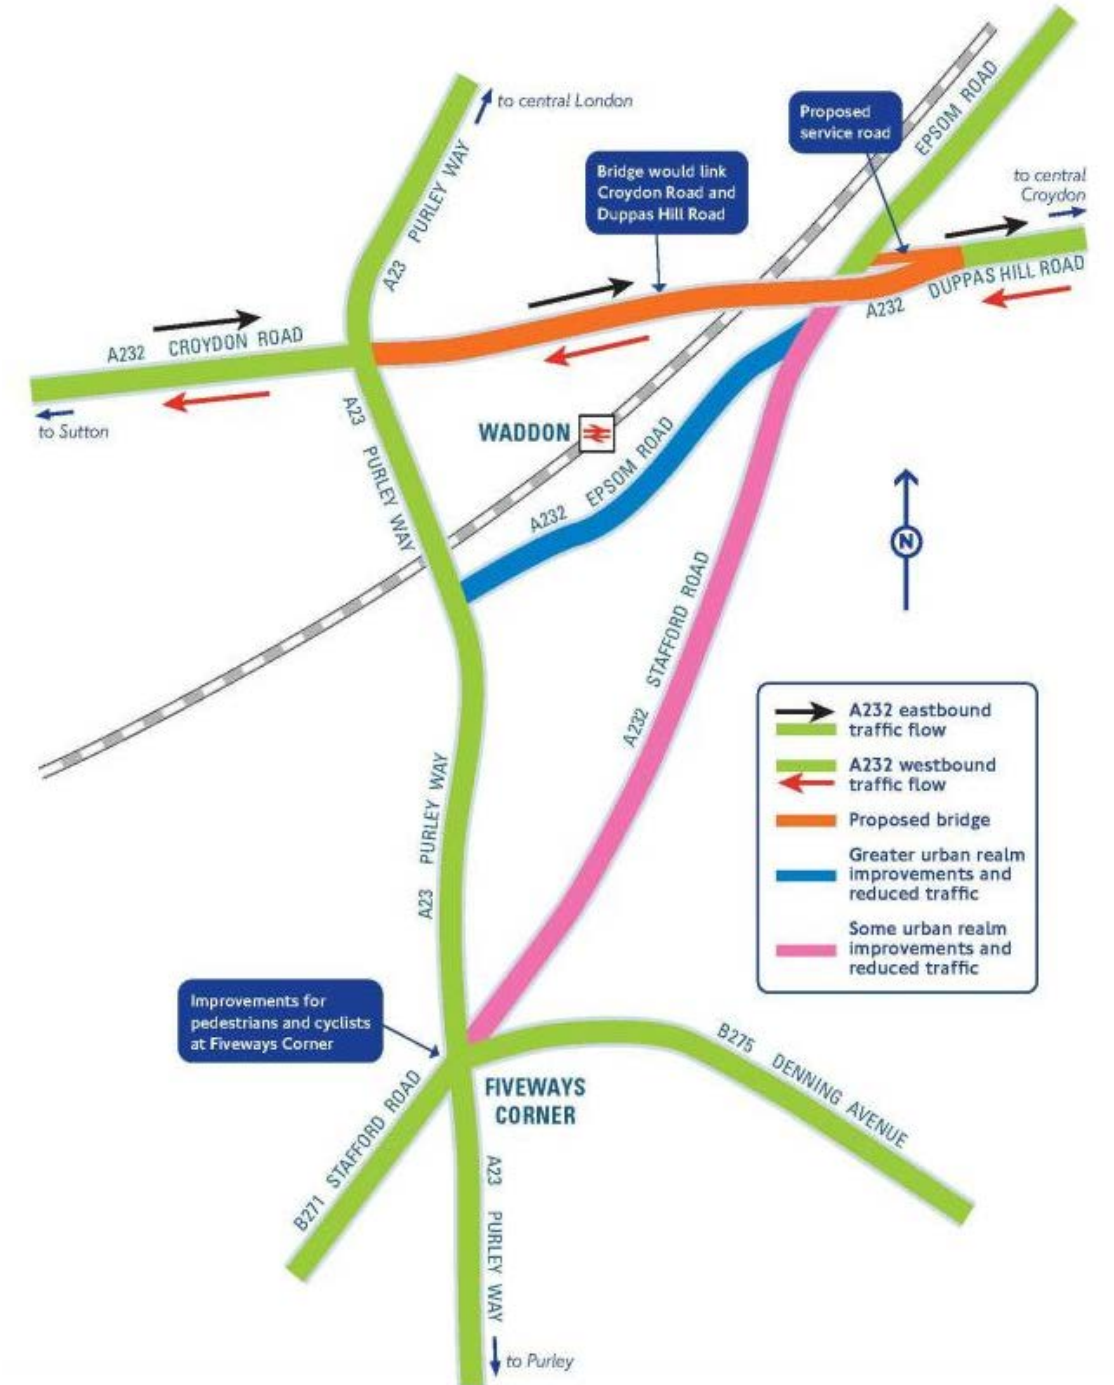 to central London
Proposed
service road
EPSOM ROAD
to central
Croydon
Bridge would link
Croydon Road and
Duppas Hill Road
A23 PURLEY WAY
A232 DUPPAS HILL ROAD
A232 CROYDON ROAD
to Sutton
A23 PURLEY WAY
WADDON
A232 EPSOM ROAD
N
A232 STAFFORD ROAD
A232 eastbound
traffic flow
A232 westbound
traffic flow
Proposed bridge
Greater urban realm
improvements and
reduced traffic
Some urban realm
improvements and
reduced traffic
A23 PURLEY WAY
Improvements for
pedestrians and cyclists
at Fiveways Corner
B275 DENNING AVENUE
FIVEWAYS
CORNER
B271 STAFFORD ROAD
A23 PURLEY WAY
to Purley